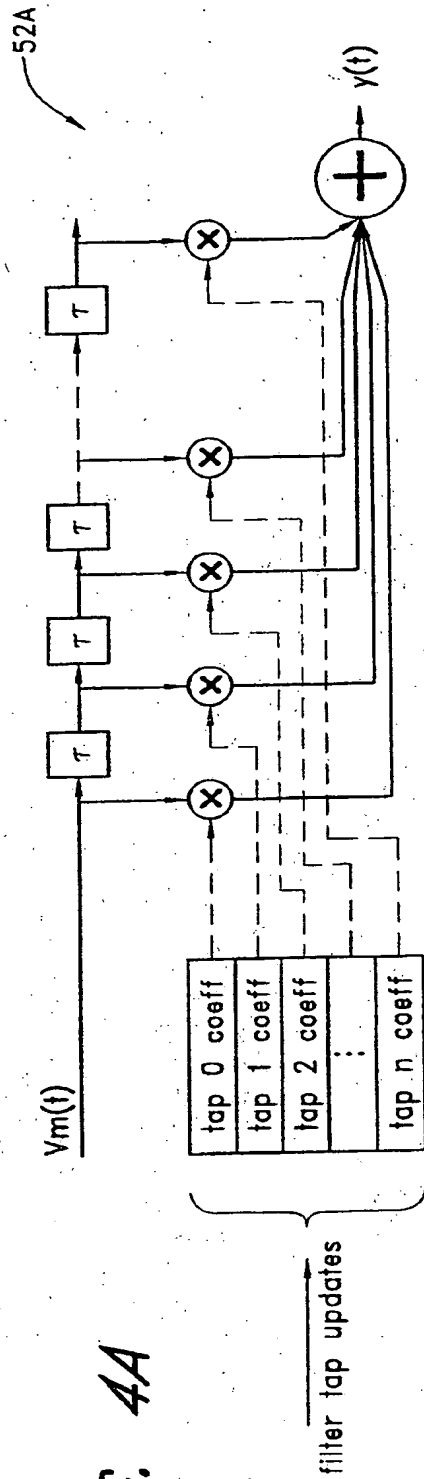 52A
Vm(t)
τ
τ
τ
τ
×
×
×
×
×
+
y(t)
tap 0 coeff
tap 1 coeff
tap 2 coeff
⋮
tap n coeff
filter tap updates
4A